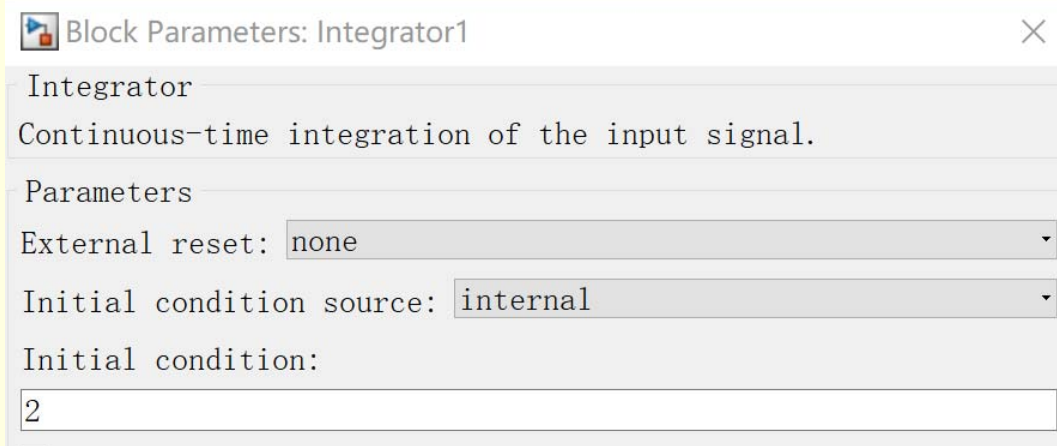 Block Parameters: Integrator1
Integrator
Continuous-time integration of the input signal.
Parameters
External reset: none
Initial condition source: internal
Initial condition:
2